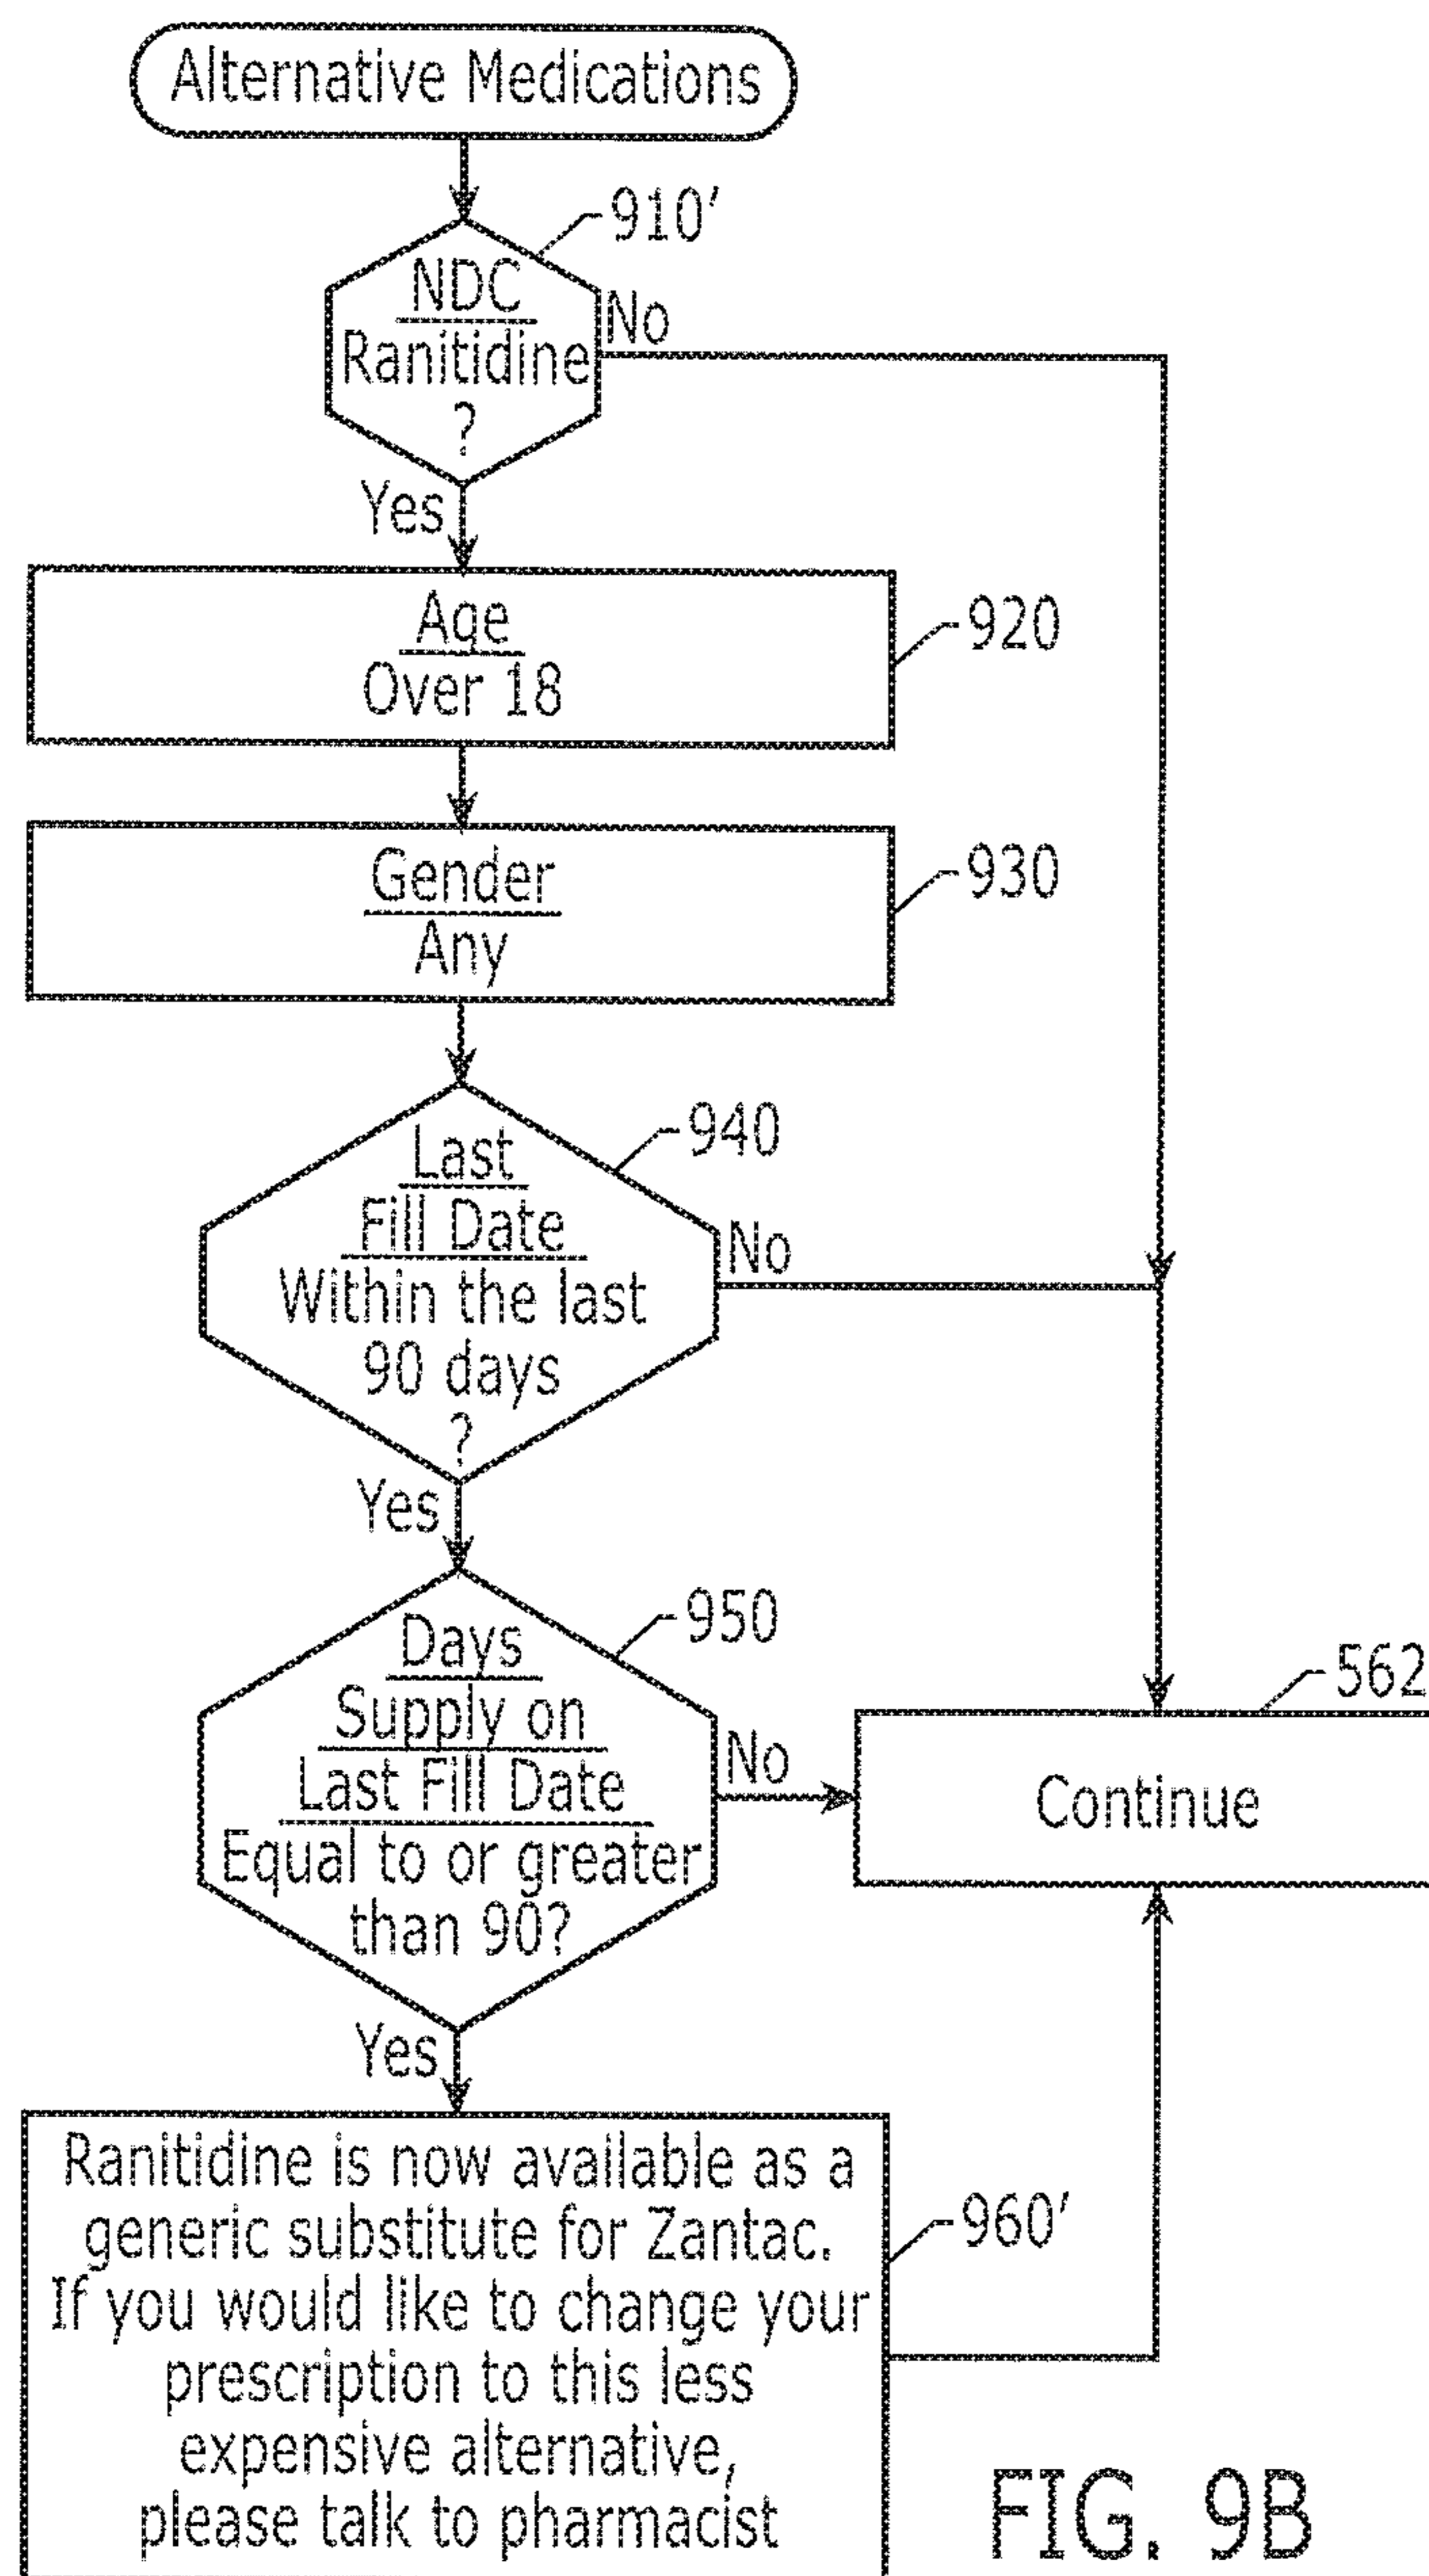 Alternative Medications
910'
NDC
Ranitidine
?
No
Yes
Age
Over 18
920
Gender
Any
930
Last
Fill Date
Within the last
90 days
?
940
No
Yes
Days
Supply on
Last Fill Date
Equal to or greater
than 90?
950
No
562
Continue
Yes
Ranitidine is now available as a
generic substitute for Zantac.
If you would like to change your
prescription to this less
expensive alternative,
please talk to pharmacist
960'
FIG. 9B